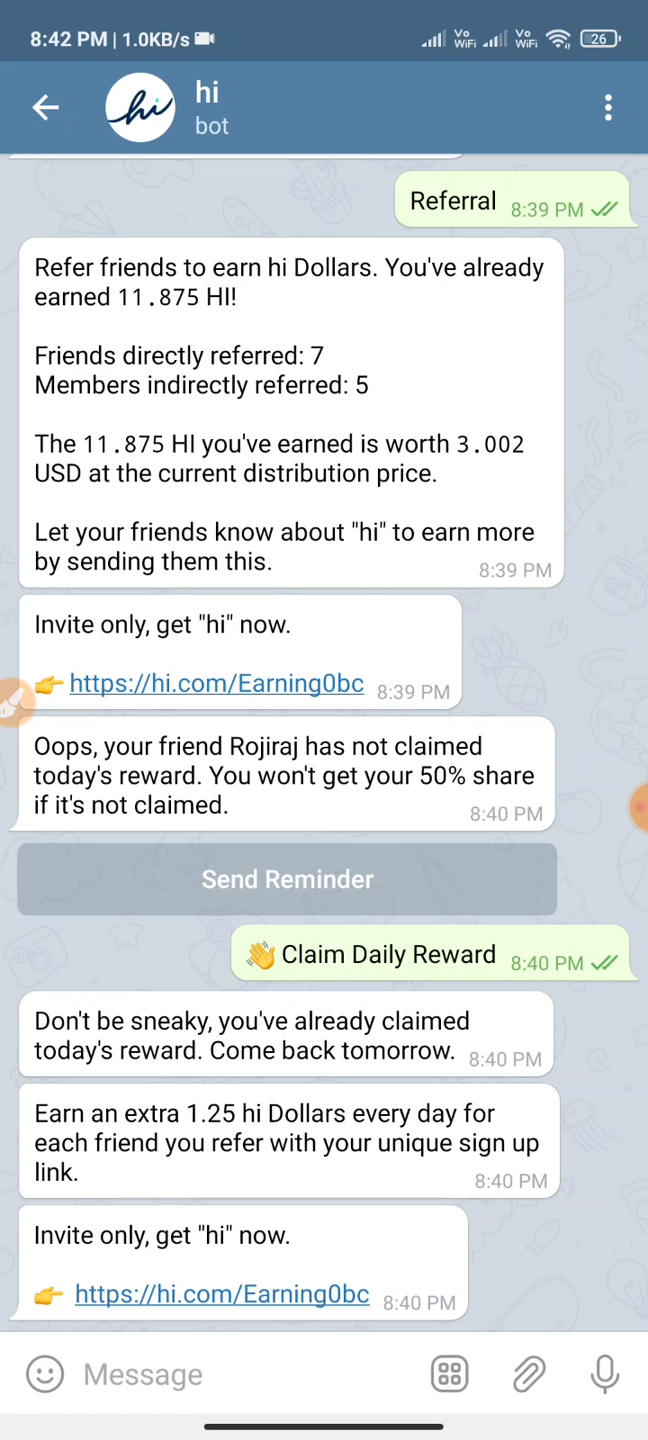 8:42 PM | 1.0KB/s
Vo WiFi
Vo WiFi
26
hi
hi
bot
Referral 8:39 PM
Refer friends to earn hi Dollars. You've already
earned 11.875 HI!
Friends directly referred: 7
Members indirectly referred: 5
The 11.875 HI you've earned is worth 3.002
USD at the current distribution price.
Let your friends know about "hi" to earn more
by sending them this.
8:39 PM
Invite only, get "hi" now.
👉 https://hi.com/Earning0bc 8:39 PM
Oops, your friend Rojiraj has not claimed
today's reward. You won't get your 50% share
if it's not claimed.
8:40 PM
Send Reminder
👋 Claim Daily Reward 8:40 PM
Don't be sneaky, you've already claimed
today's reward. Come back tomorrow. 8:40 PM
Earn an extra 1.25 hi Dollars every day for
each friend you refer with your unique sign up
link.
8:40 PM
Invite only, get "hi" now.
👉 https://hi.com/Earning0bc 8:40 PM
Message